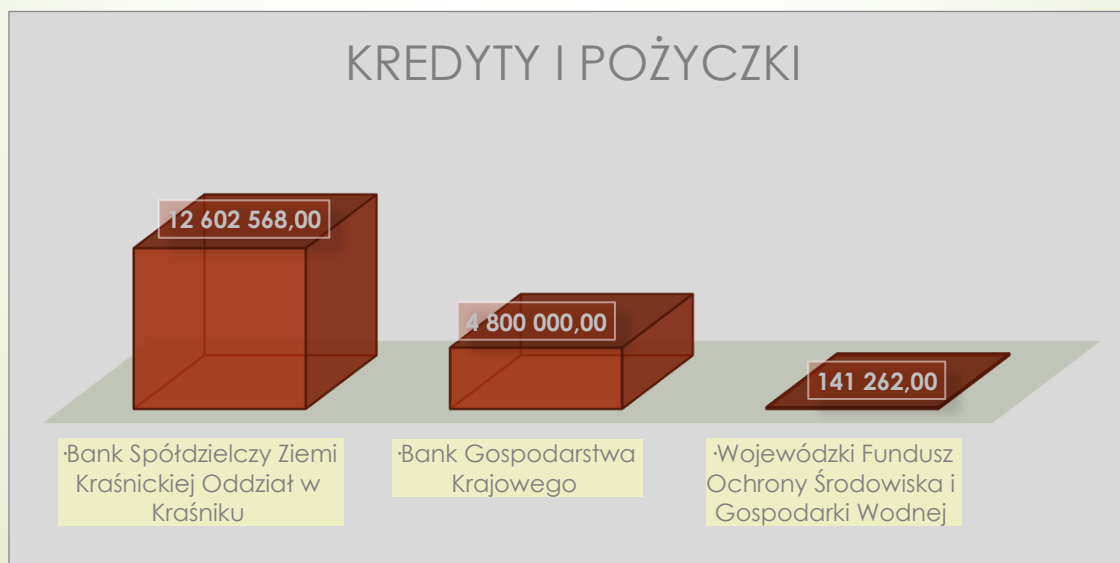 KREDYTY I POŻYCZKI
12 602 568,00
4 800 000,00
141 262,00
·Bank Spółdzielczy Ziemi
Kraśnickiej Oddział w
Kraśniku
·Bank Gospodarstwa
Krajowego
·Wojewódzki Fundusz
Ochrony Środowiska i
Gospodarki Wodnej